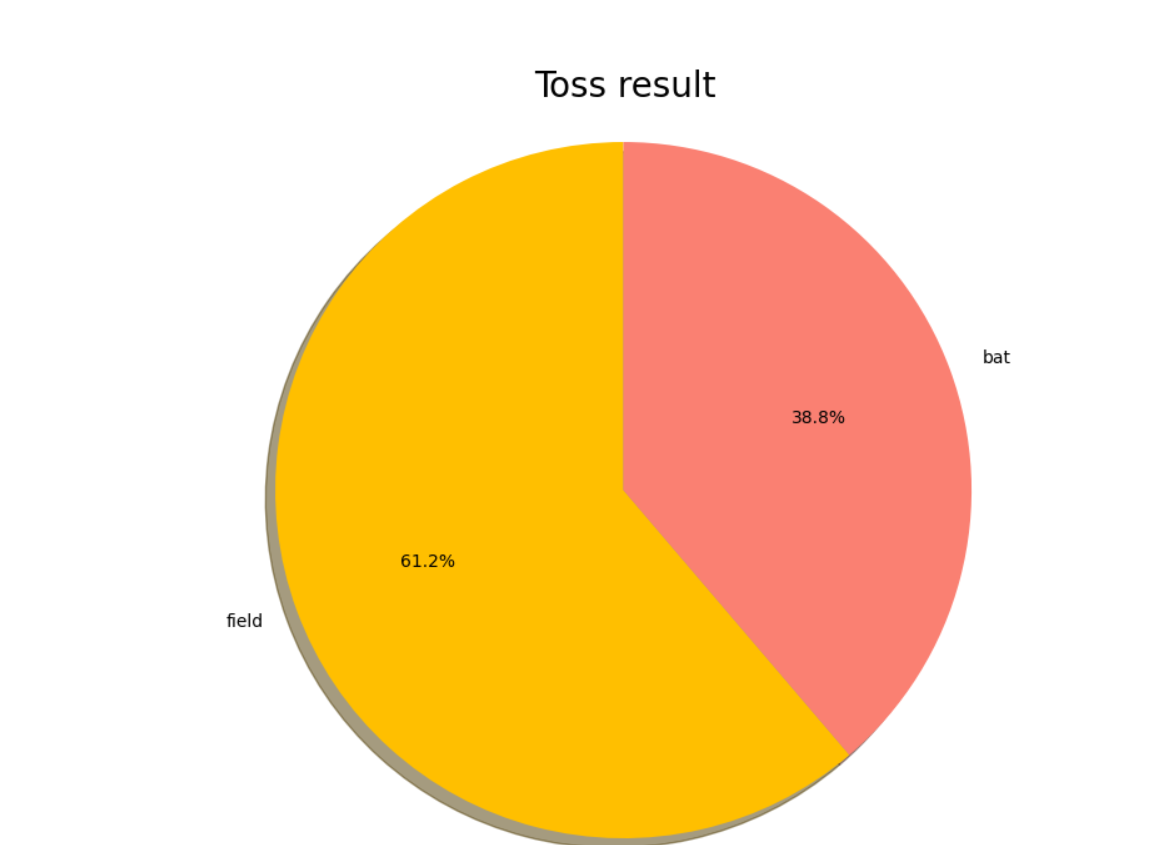 Toss result
bat
38.8%
61.2%
field